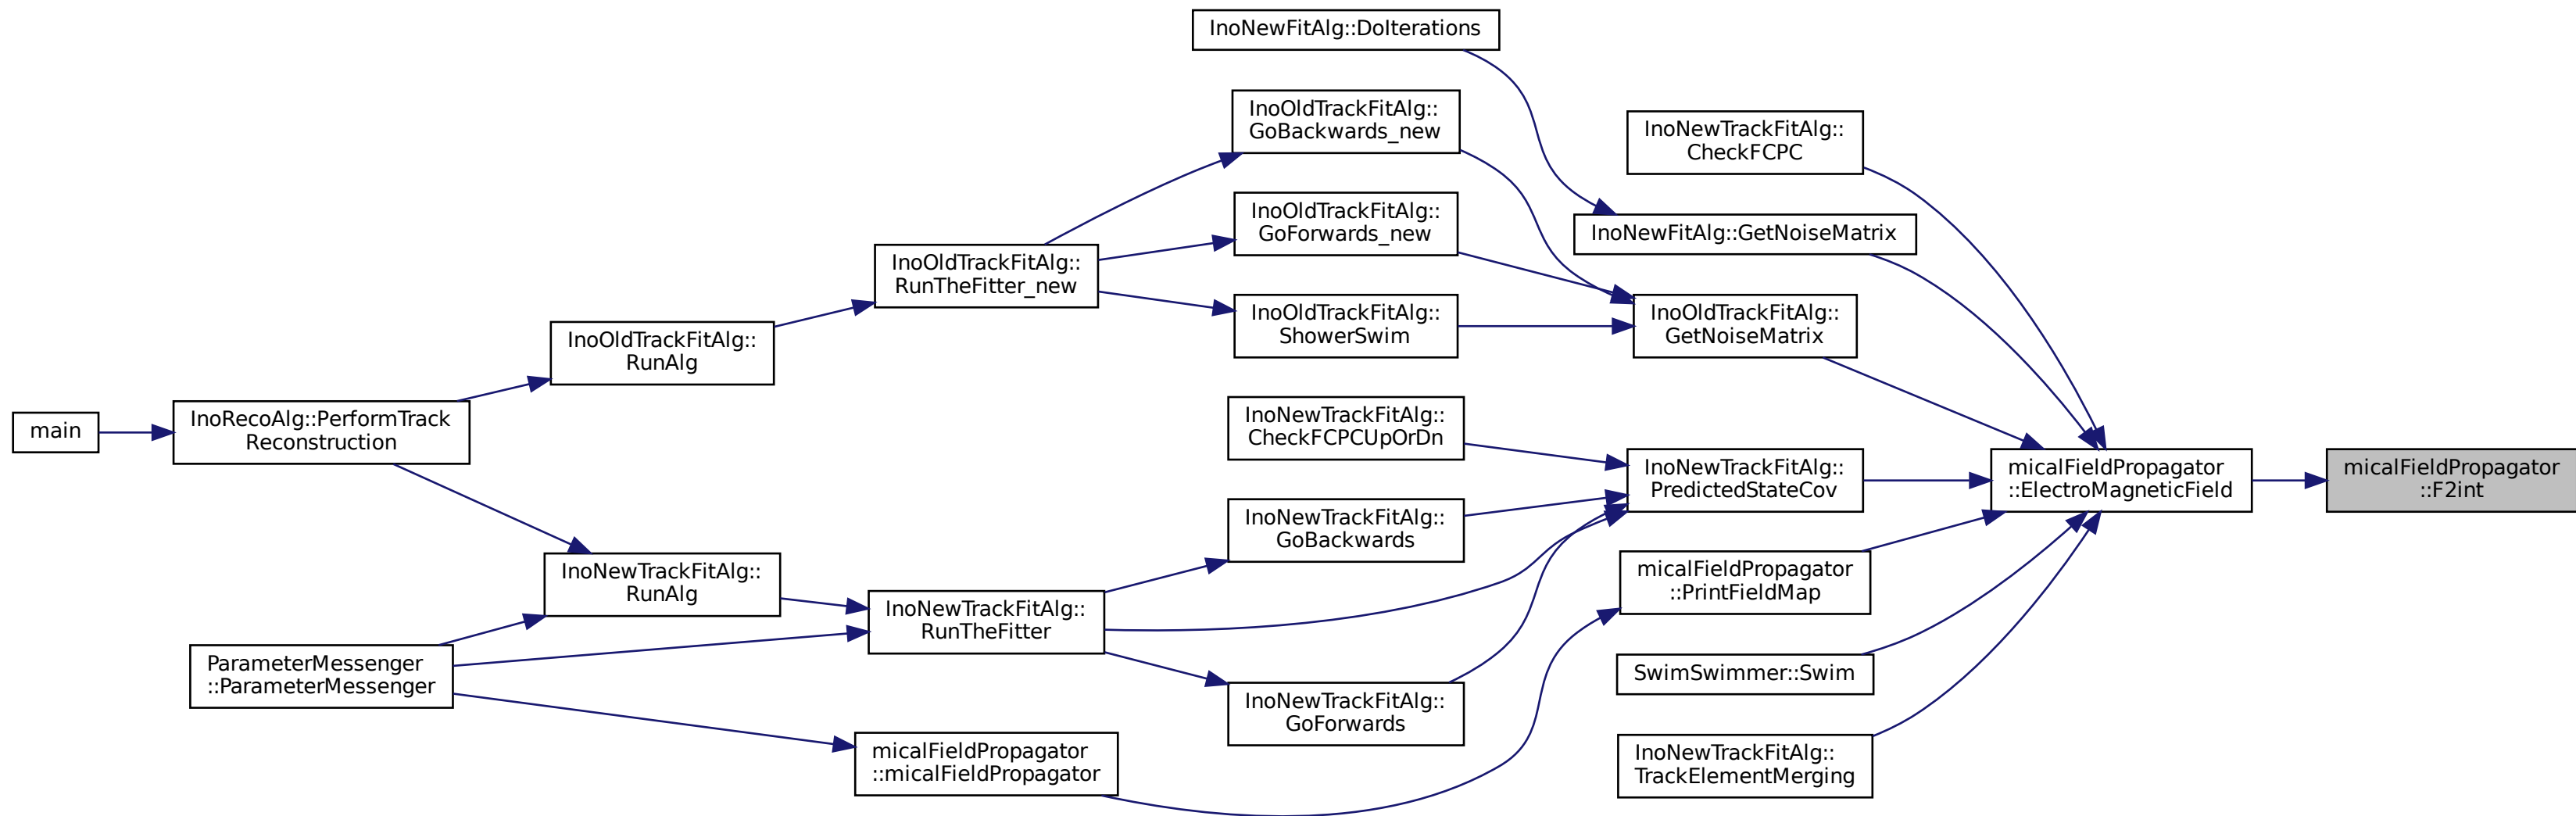 InoNewFitAlg::DoIterations
InoOldTrackFitAlg::
GoBackwards_new
InoNewTrackFitAlg::
CheckFCPC
InoOldTrackFitAlg::
GoForwards_new
InoNewFitAlg::GetNoiseMatrix
InoOldTrackFitAlg::
RunTheFitter_new
InoOldTrackFitAlg::
ShowerSwim
InoOldTrackFitAlg::
GetNoiseMatrix
InoOldTrackFitAlg::
RunAlg
main
InoRecoAlg::PerformTrack
Reconstruction
InoNewTrackFitAlg::
CheckFCPCUpOrDn
InoNewTrackFitAlg::
PredictedStateCov
micalFieldPropagator
::ElectroMagneticField
micalFieldPropagator
::F2int
InoNewTrackFitAlg::
GoBackwards
InoNewTrackFitAlg::
RunAlg
micalFieldPropagator
::PrintFieldMap
InoNewTrackFitAlg::
RunTheFitter
ParameterMessenger
::ParameterMessenger
SwimSwimmer::Swim
InoNewTrackFitAlg::
GoForwards
micalFieldPropagator
::micalFieldPropagator
InoNewTrackFitAlg::
TrackElementMerging